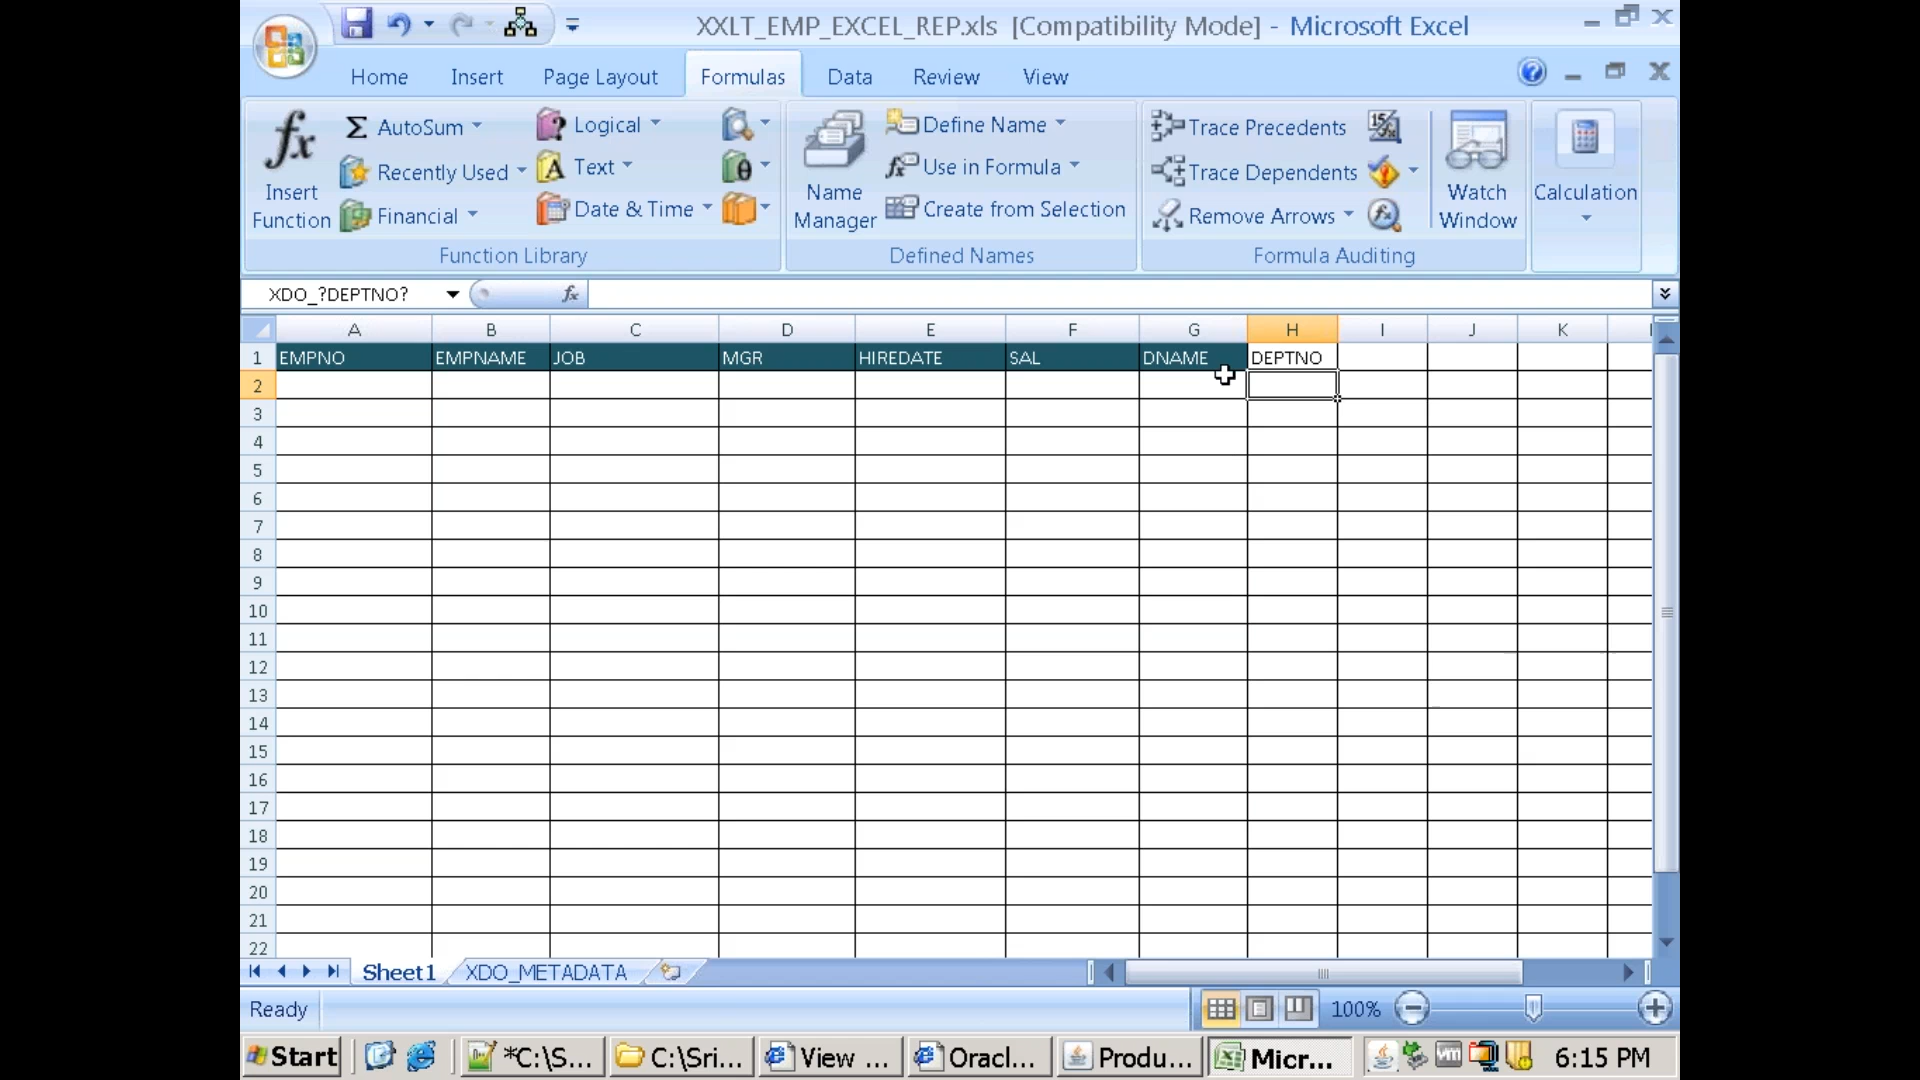 XXLT_EMP_EXCEL_REP.xls [Compatibility Mode] - Microsoft Excel
Home Insert Page Layout Formulas Data Review View
fx Insert Function
Σ AutoSum
Recently Used
Financial
Logical
Text
Date & Time
Function Library
Name Manager
Define Name
Use in Formula
Create from Selection
Defined Names
Trace Precedents
Trace Dependents
Remove Arrows
Formula Auditing
Watch Window
Calculation
XDO_?DEPTNO? fx
A B C D E F G H I J K
1 EMPNO EMPNAME JOB MGR HIREDATE SAL DNAME DEPTNO
2
3
4
5
6
7
8
9
10
11
12
13
14
15
16
17
18
19
20
21
22
Sheet1 XDO_METADATA
Ready 100%
Start *C:\S... C:\Sri... View ... Oracl... Produ... Micr... 6:15 PM